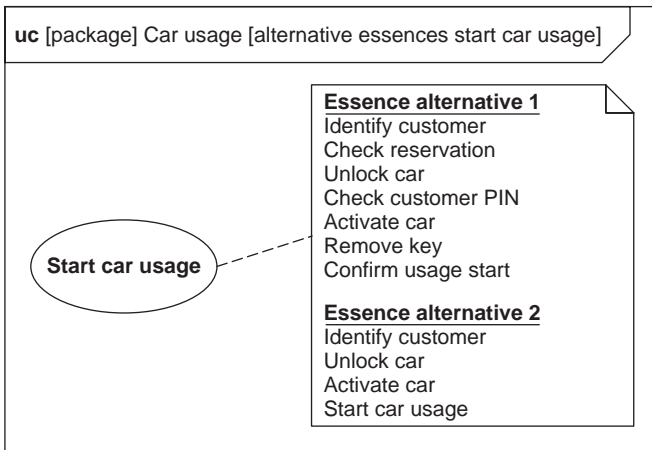 uc [package] Car usage [alternative essences start car usage]
Essence alternative 1
Identify customer
Check reservation
Unlock car
Check customer PIN
Activate car
Remove key
Confirm usage start
Start car usage
Essence alternative 2
Identify customer
Unlock car
Activate car
Start car usage